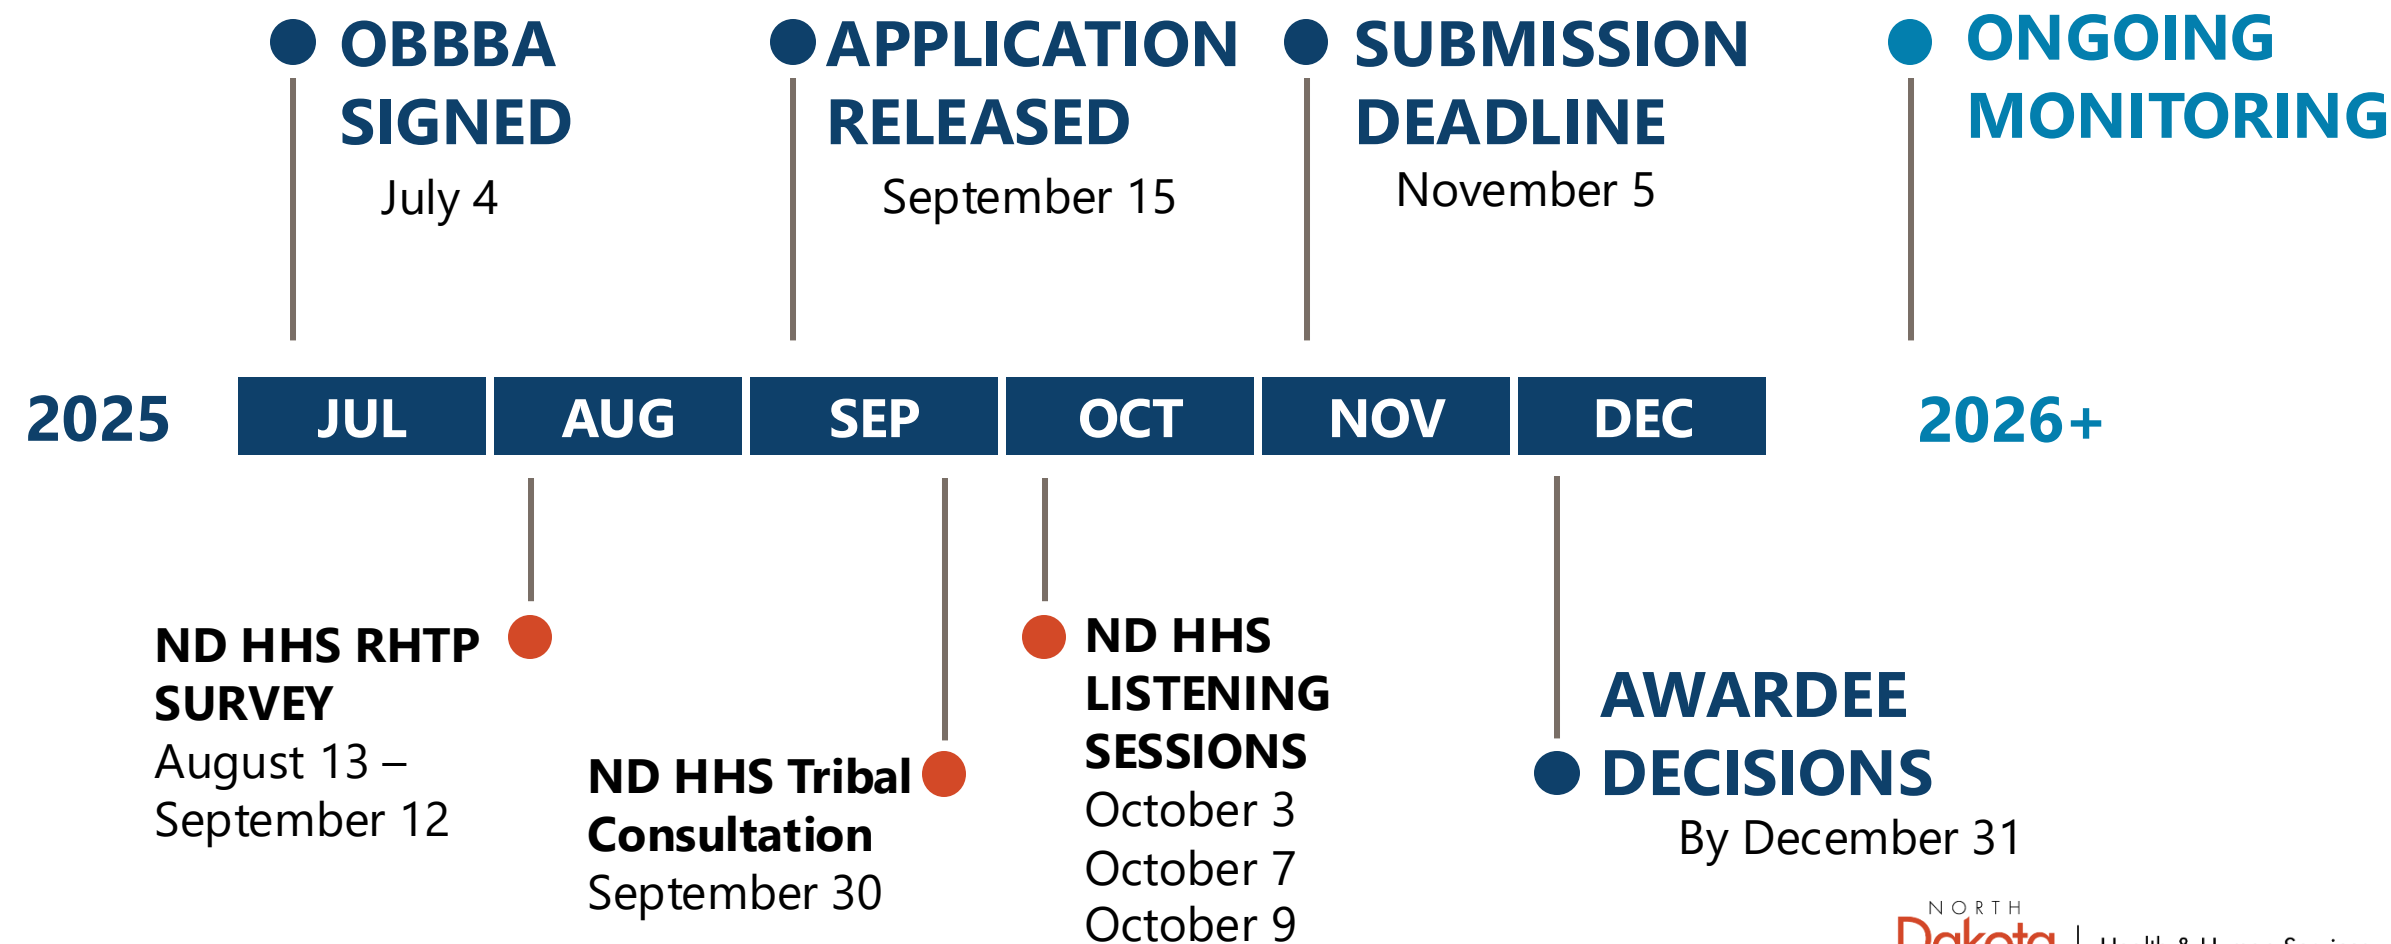 OBBBA
SIGNED
July 4
APPLICATION
RELEASED
September 15
SUBMISSION
DEADLINE
November 5
ONGOING
MONITORING
2025
JUL
AUG
SEP
OCT
NOV
DEC
2026+
ND HHS RHTP
SURVEY
August 13 –
September 12
ND HHS Tribal
Consultation
September 30
ND HHS
LISTENING
SESSIONS
October 3
October 7
October 9
AWARDEE
DECISIONS
By December 31
NORTH
Dakota